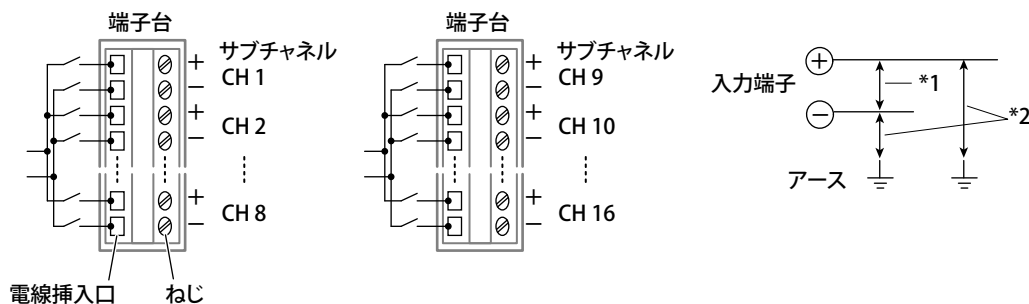 端子台
サブチャネル
+
CH 1
−
+
CH 2
−
+
CH 8
−
電線挿入口
ねじ
端子台
サブチャネル
+
CH 9
−
+
CH 10
−
+
CH 16
−
入力端子
+
−
*1
*2
アース